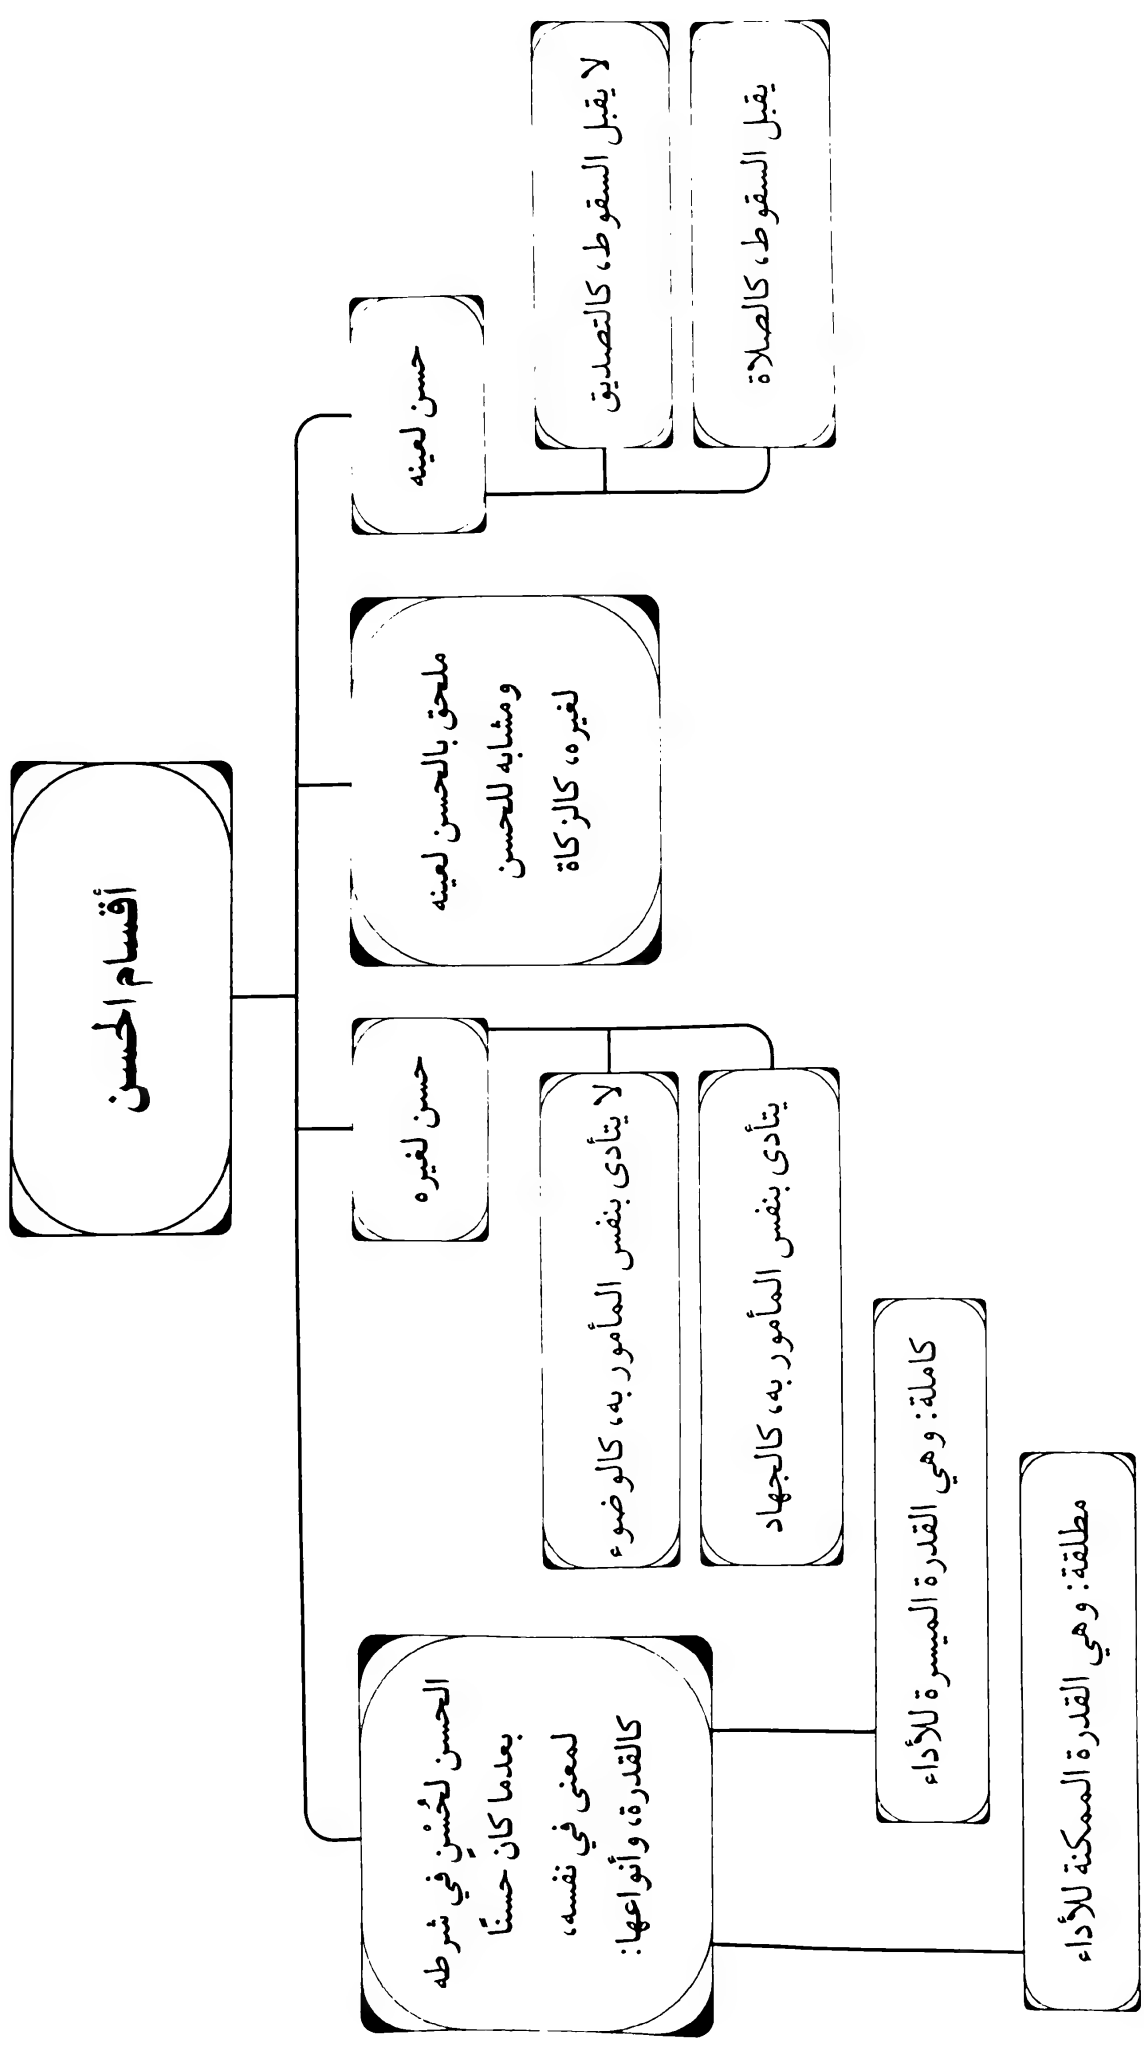 أقسام الحسن
حسن لعينه
لا يقبل السقوط، كالتصديق
يقبل السقوط، كالصلاة
ملحق بالحسن لعينه
ومشابه للحسن
لغيره، كالزكاة
حسن لغيره
لا يتأدى بنفس المأمور به، كالوضوء
يتأدى بنفس المأمور به، كالجهاد
الحسن لحُسْنٍ في شرطه
بعدما كان حسنًا
لمعنى في نفسه،
كالقدرة، وأنواعها:
كاملة: وهي القدرة الميسرة للأداء
مطلقة: وهي القدرة الممكنة للأداء